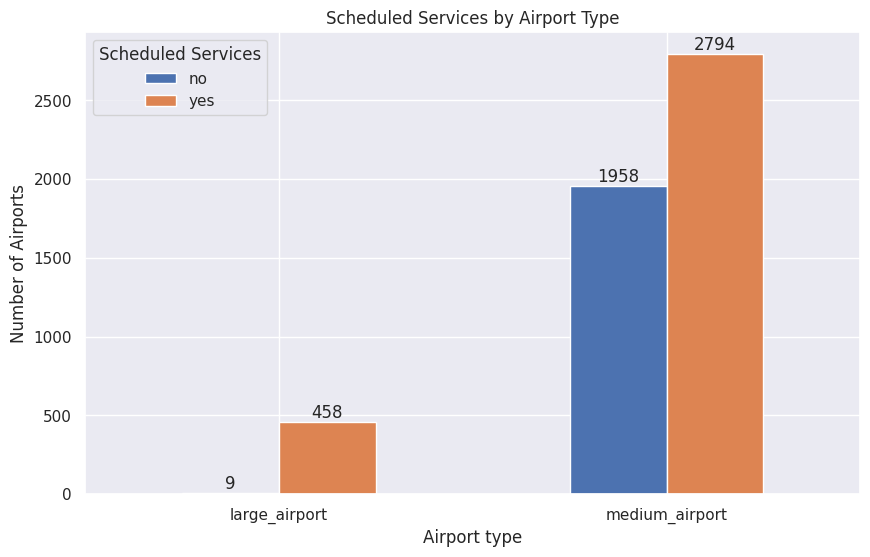 Scheduled Services by Airport Type
Scheduled Services
no
yes
Number of Airports
2500
2000
1500
1000
500
0
9
458
1958
2794
large_airport
medium_airport
Airport type